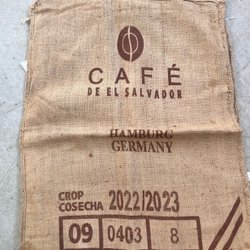 CAFÉ
DE EL SALVADOR
HAMBURG
GERMANY
CROP
COSECHA 2022/2023
09 0403 8